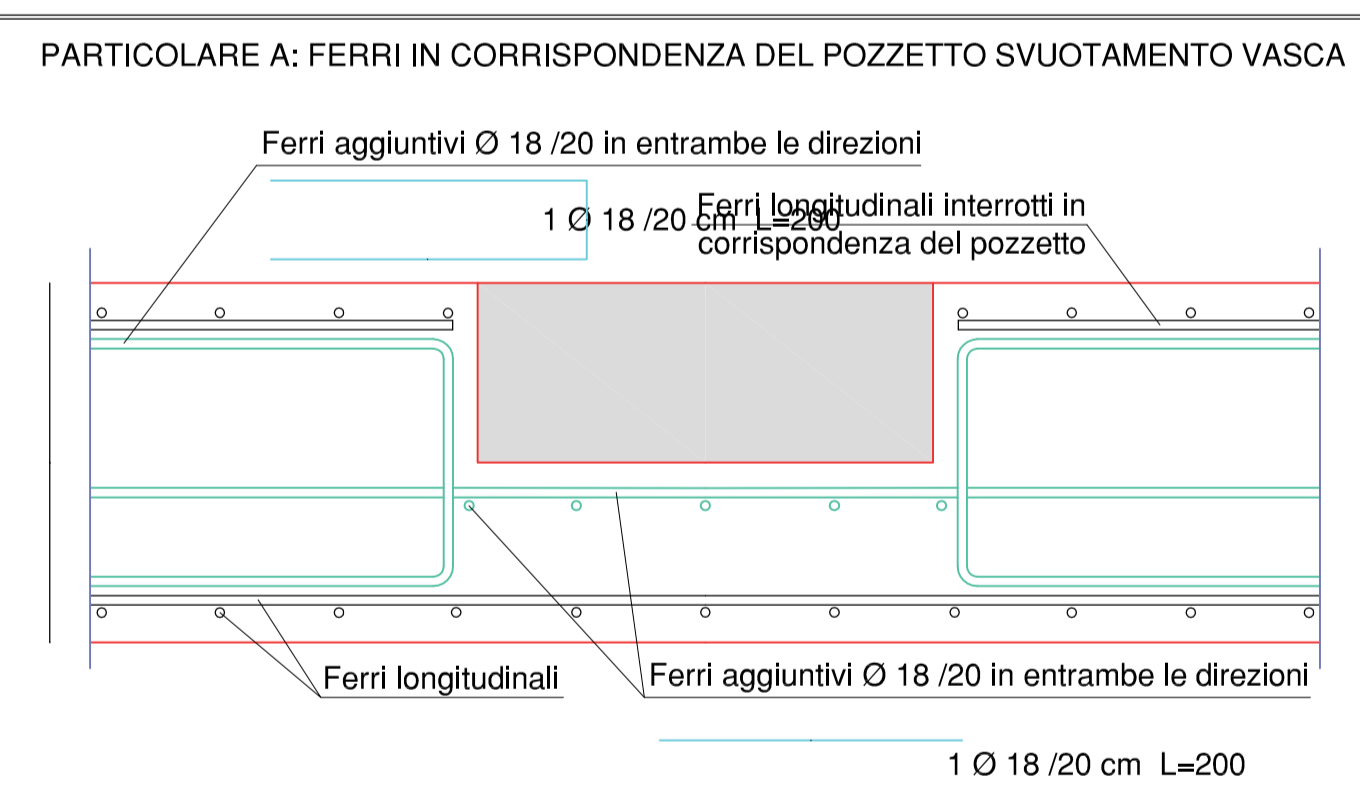 PARTICOLARE A: FERRI IN CORRISPONDENZA DEL POZZETTO SVUOTAMENTO VASCA
Ferri aggiuntivi Ø 18 /20 in entrambe le direzioni
1 Ø 18 /20 cm L=200
Ferri longitudinali interrotti in
corrispondenza del pozzetto
Ferri longitudinali
Ferri aggiuntivi Ø 18 /20 in entrambe le direzioni
1 Ø 18 /20 cm L=200